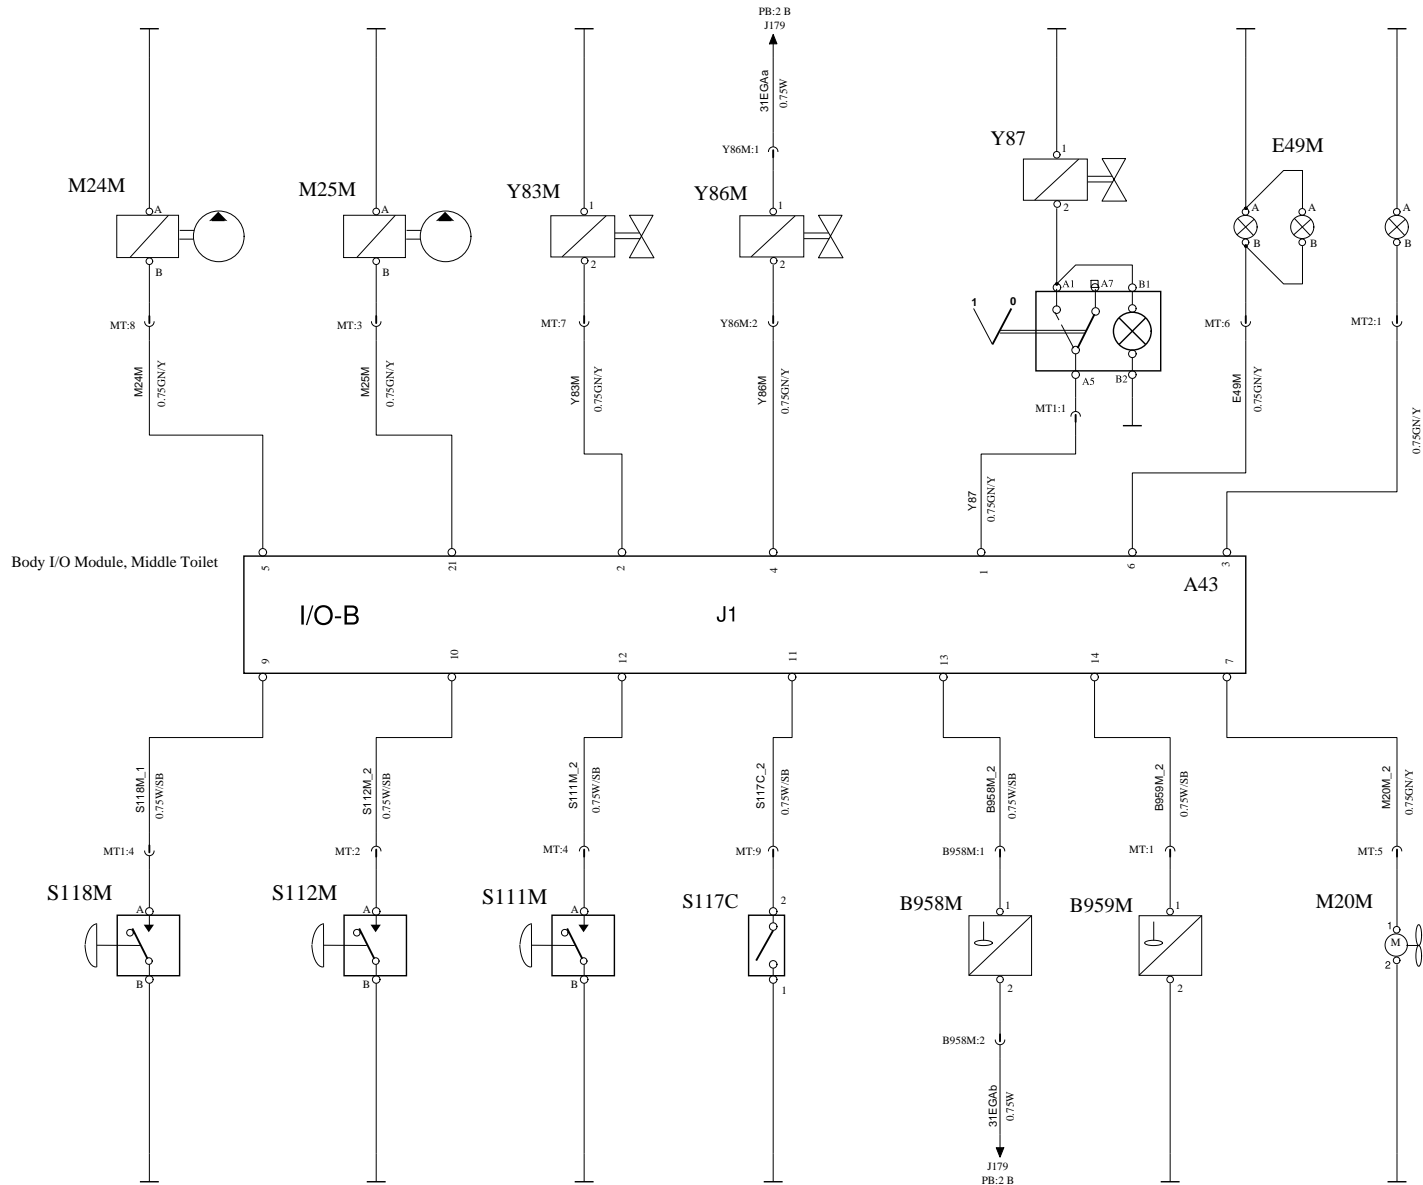 PB:2 B
J179
31EGAa
0.75W
Y86M:1
Y87
1
2
E49M
M24M
A
B
M25M
A
B
Y83M
1
2
Y86M
1
2
A
B
A
B
A
B
A1
A7
B1
1
0
A5
B2
MT:8
MT:3
MT:7
Y86M:2
MT1:1
MT:6
MT2:1
M24M
0.75GN/Y
M25M
0.75GN/Y
Y83M
0.75GN/Y
Y86M
0.75GN/Y
Y87
0.75GN/Y
E49M
0.75GN/Y
0.75GN/Y
Body I/O Module, Middle Toilet
5
21
2
4
1
6
3
A43
I/O-B
J1
9
10
12
11
13
14
7
S118M_1
0.75W/SB
S112M_2
0.75W/SB
S111M_2
0.75W/SB
S117C_2
0.75W/SB
B958M_2
0.75W/SB
B959M_2
0.75W/SB
M20M_2
0.75GN/Y
MT1:4
MT:2
MT:4
MT:9
B958M:1
MT:1
MT:5
S118M
A
B
S112M
A
B
S111M
A
B
S117C
2
1
B958M
1
2
B959M
1
2
M20M
1
M
2
B958M:2
31EGAb
0.75W
J179
PB:2 B